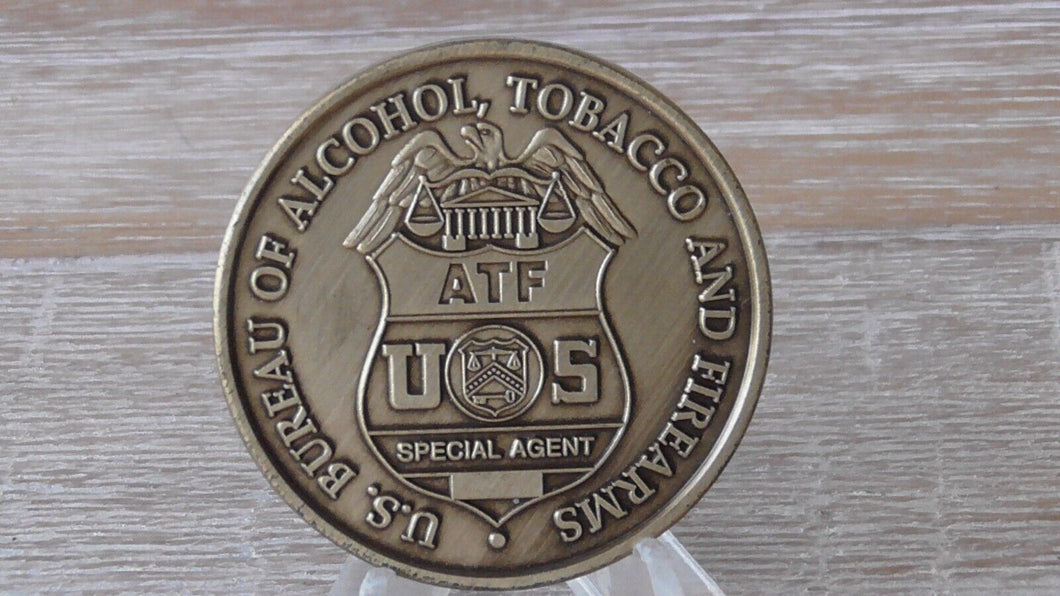 U.S. BUREAU OF ALCOHOL, TOBACCO AND FIREARMS
ATF
U S
SPECIAL AGENT